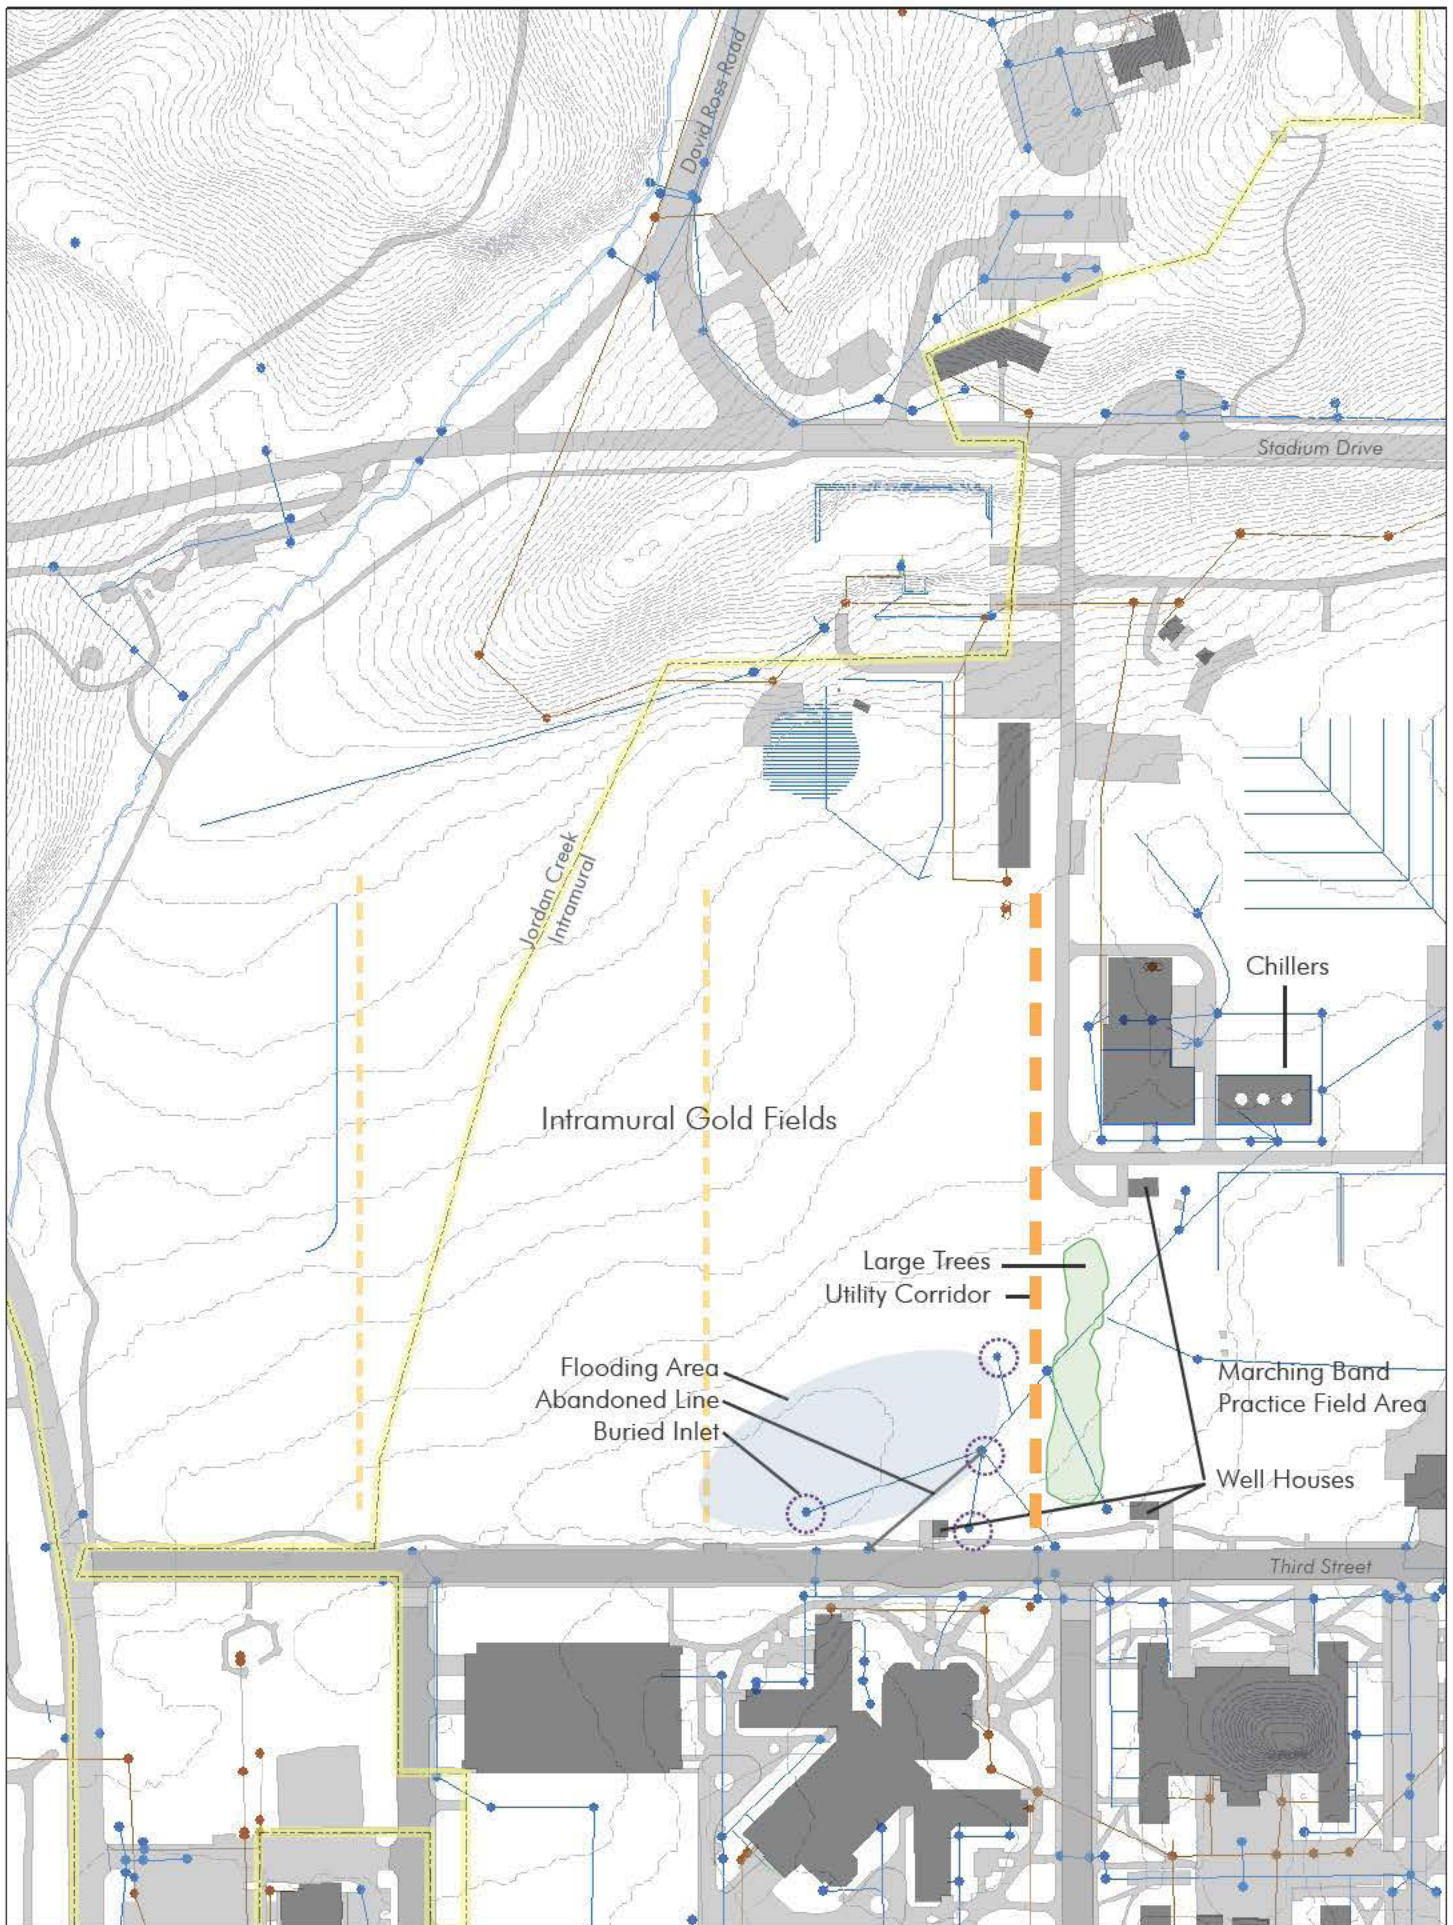 David Ross Road
Stadium Drive
Jordan Creek
Intramural
Chillers
Intramural Gold Fields
Large Trees
Utility Corridor
Flooding Area
Abandoned Line
Buried Inlet
Marching Band
Practice Field Area
Well Houses
Third Street